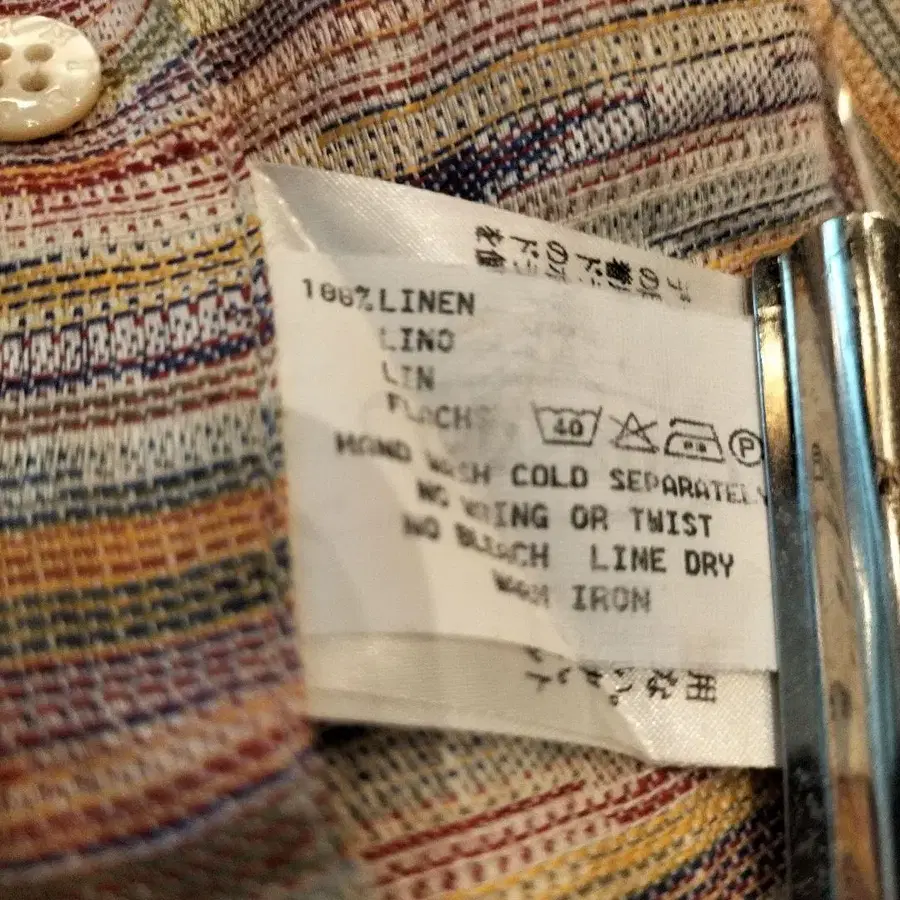 100% LINEN
LINO
LIN
FLACHS
40
P
HAND WASH COLD SEPARATELY
NO WRING OR TWIST
NO BLEACH LINE DRY
WARM IRON